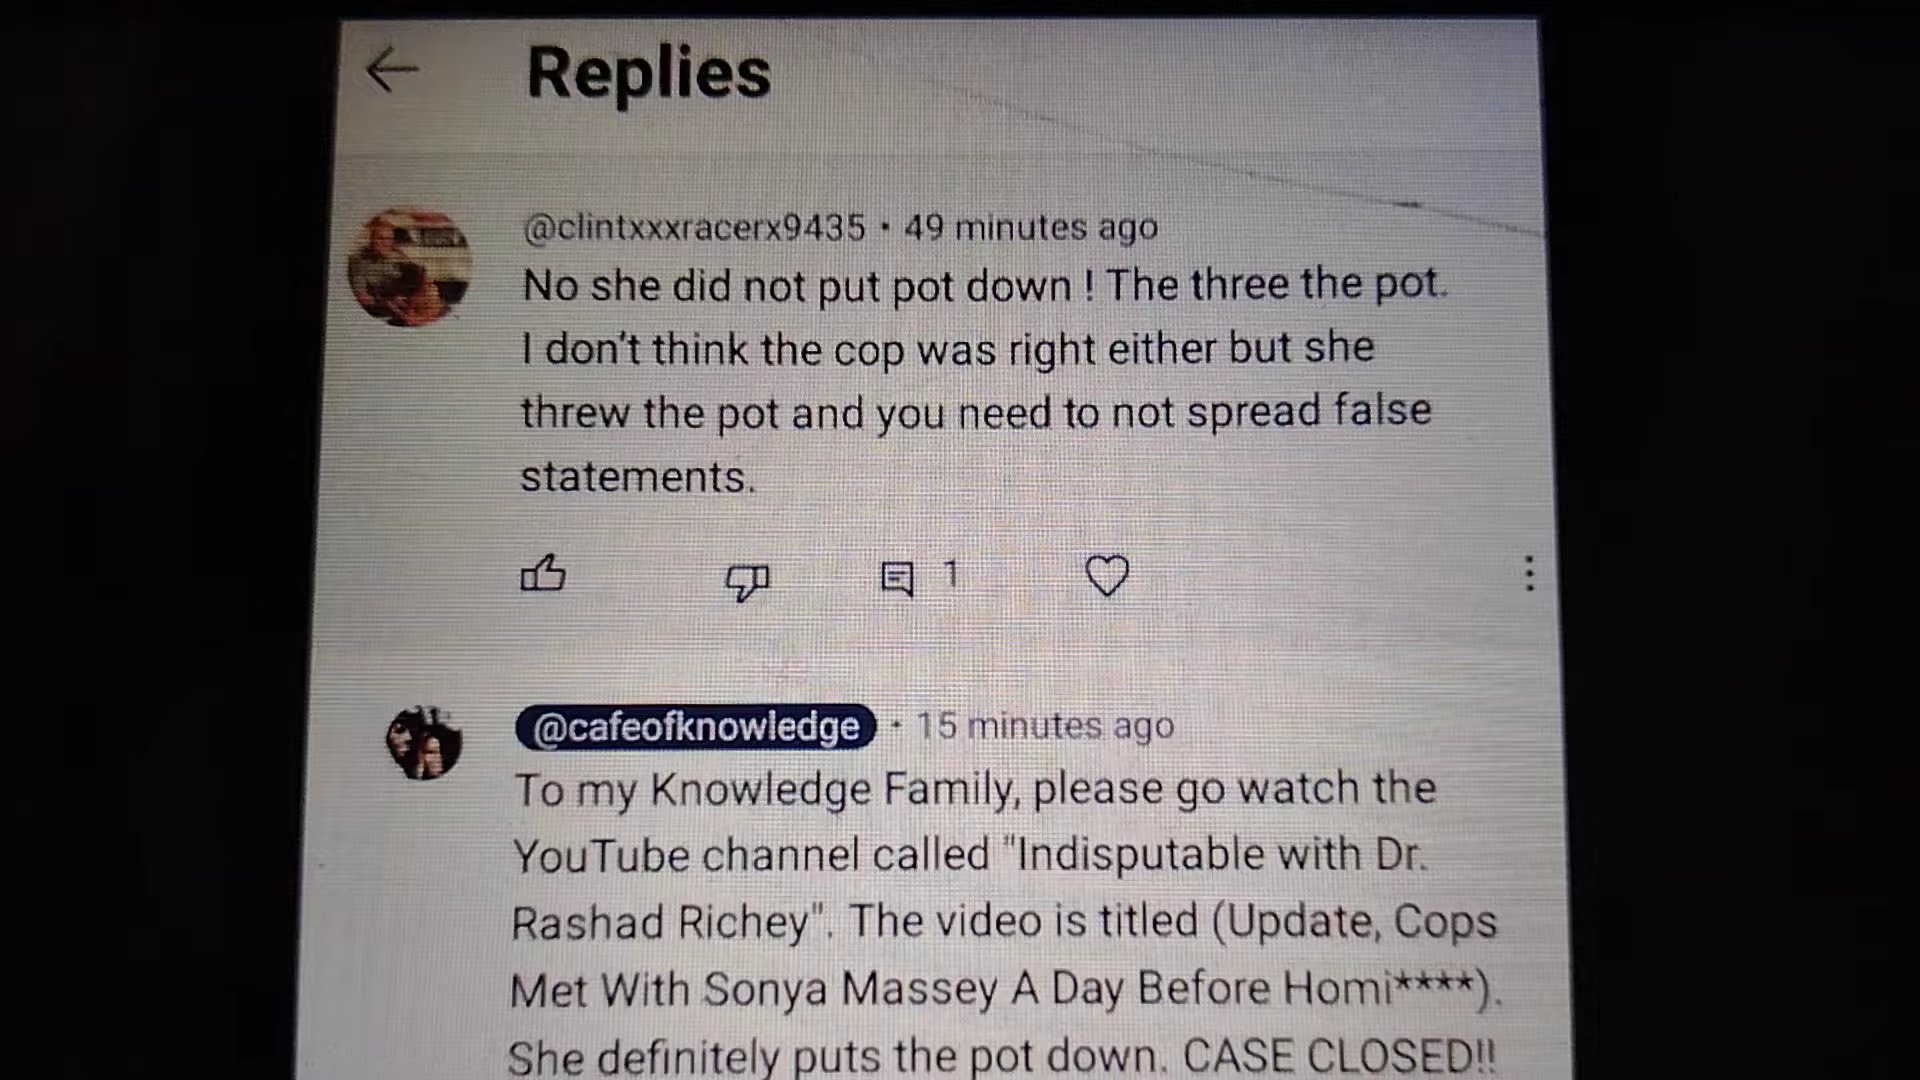 Replies
@clintxxxracerx9435 · 49 minutes ago
No she did not put pot down ! The three the pot.
I don't think the cop was right either but she
threw the pot and you need to not spread false
statements.
1
@cafeofknowledge · 15 minutes ago
To my Knowledge Family, please go watch the
YouTube channel called "Indisputable with Dr.
Rashad Richey". The video is titled (Update, Cops
Met With Sonya Massey A Day Before Homi****).
She definitely puts the pot down. CASE CLOSED!!